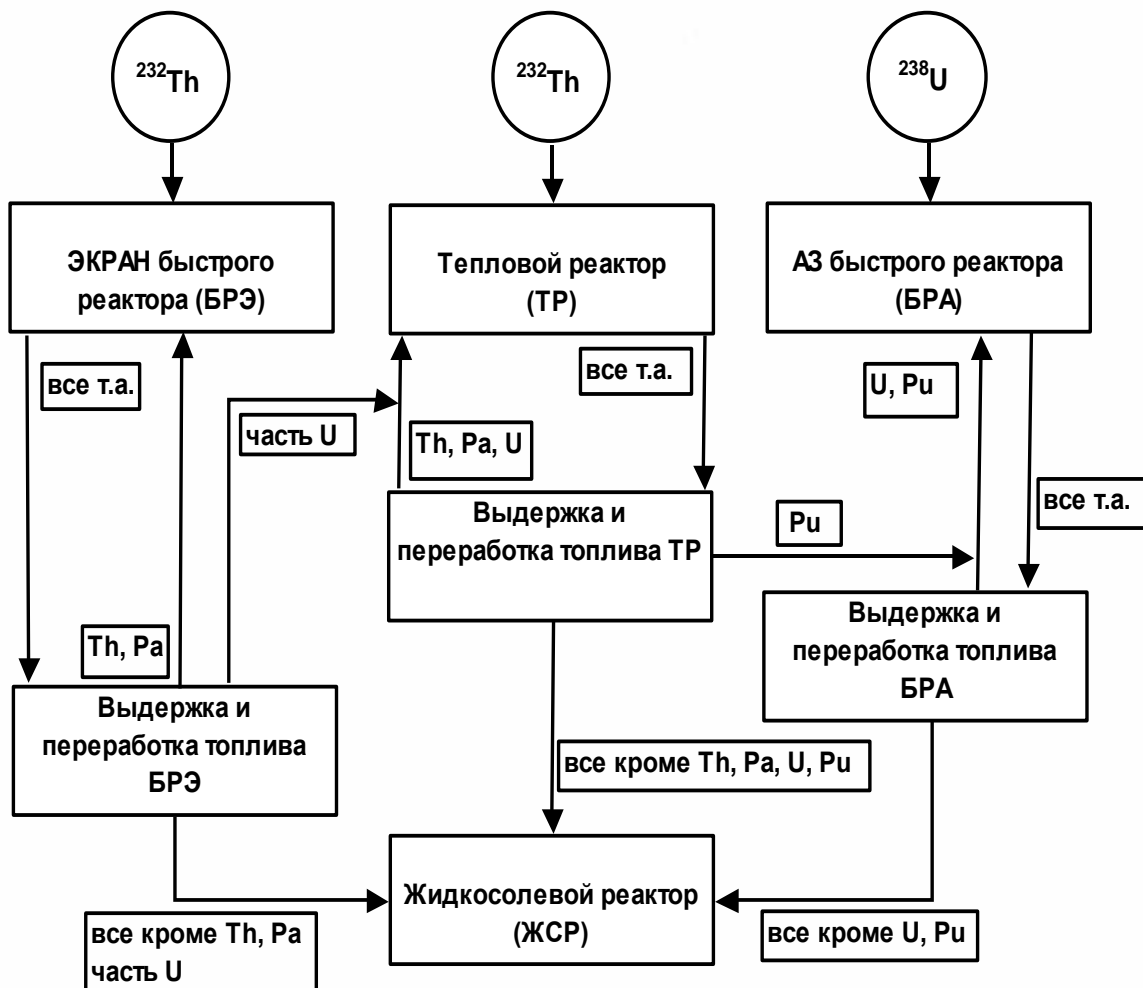 ²³²Th
²³²Th
²³⁸U
ЭКРАН быстрого
реактора (БРЭ)
Тепловой реактор
(ТР)
АЗ быстрого реактора
(БРА)
все т.а.
часть U
Th, Pa, U
все т.а.
U, Pu
все т.а.
Th, Pa
Выдержка и
переработка топлива ТР
Pu
Выдержка и
переработка топлива
БРА
Выдержка и
переработка топлива
БРЭ
все кроме Th, Pa, U, Pu
Жидкосолевой реактор
(ЖСР)
все кроме Th, Pa
часть U
все кроме U, Pu